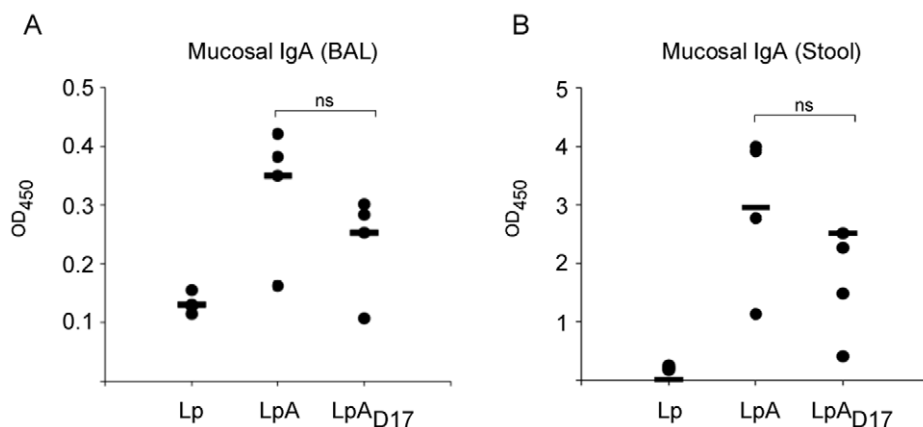 A
Mucosal IgA (BAL)
0.5
0.4
0.3
0.2
0.1
OD450
ns
Lp
LpA
LpAD17
B
Mucosal IgA (Stool)
5
4
3
2
1
0
OD450
ns
Lp
LpA
LpAD17